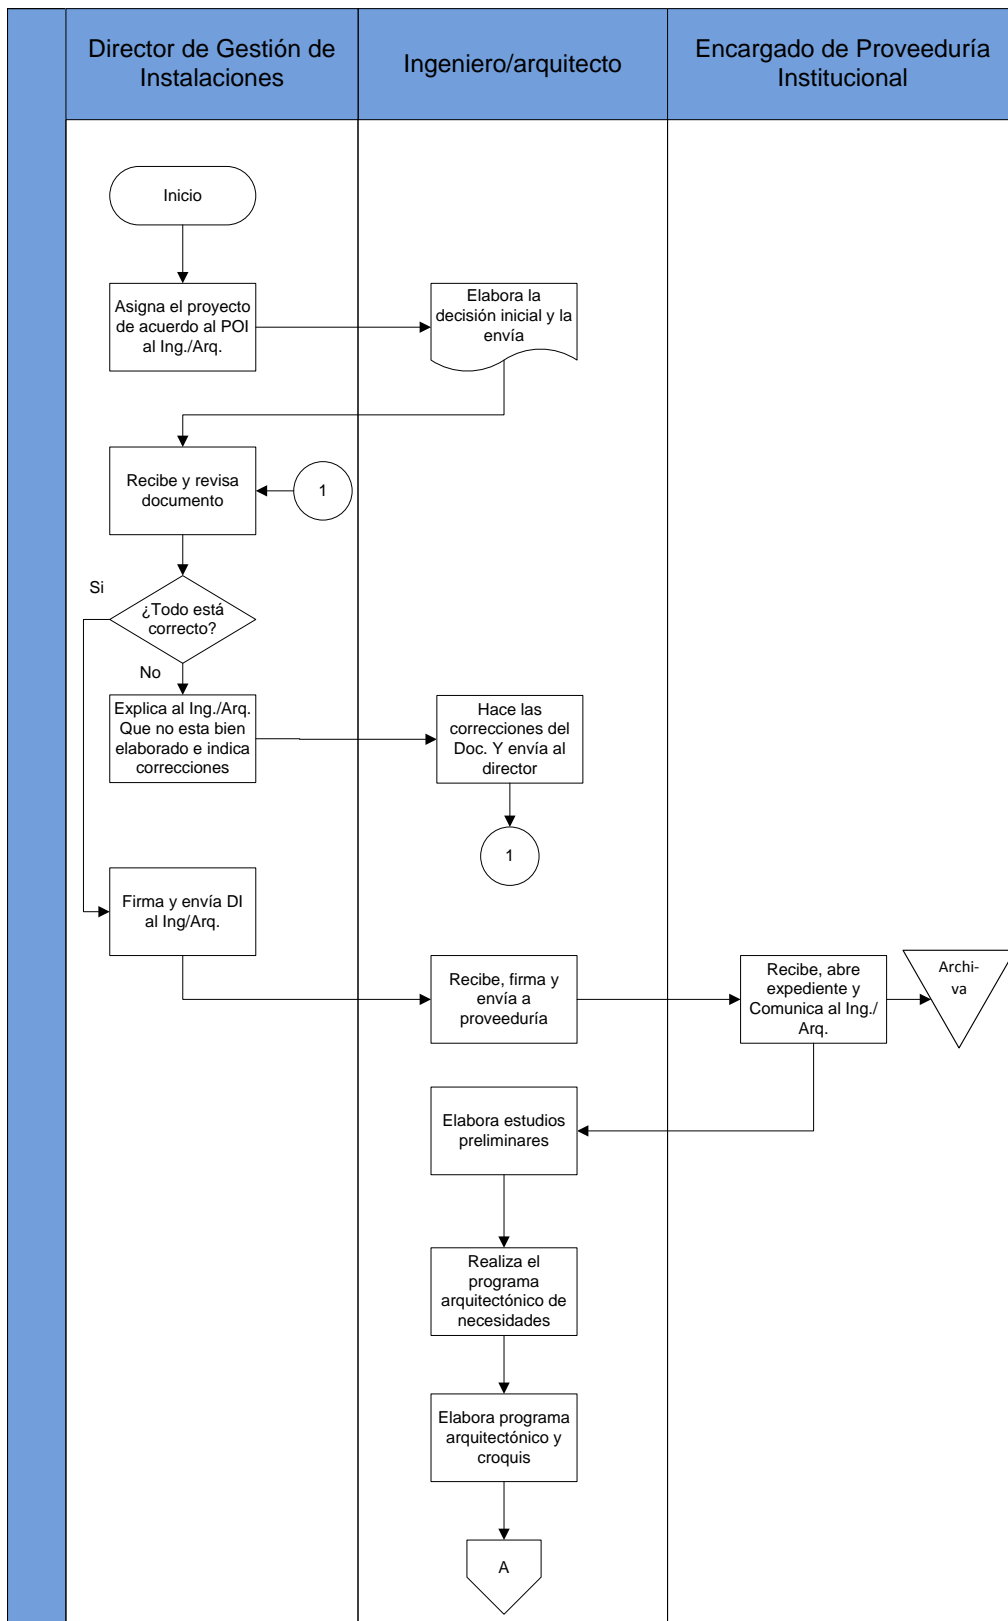 Director de Gestión de
Instalaciones
Ingeniero/arquitecto
Encargado de Proveeduría
Institucional
Inicio
Asigna el proyecto
de acuerdo al POI
al Ing./Arq.
Elabora la
decisión inicial y la
envía
Recibe y revisa
documento
1
Si
¿Todo está
correcto?
No
Explica al Ing./Arq.
Que no esta bien
elaborado e indica
correcciones
Hace las
correcciones del
Doc. Y envía al
director
1
Firma y envía DI
al Ing/Arq.
Recibe, firma y
envía a
proveeduría
Recibe, abre
expediente y
Comunica al Ing./
Arq.
Archi-
va
Elabora estudios
preliminares
Realiza el
programa
arquitectónico de
necesidades
Elabora programa
arquitectónico y
croquis
A